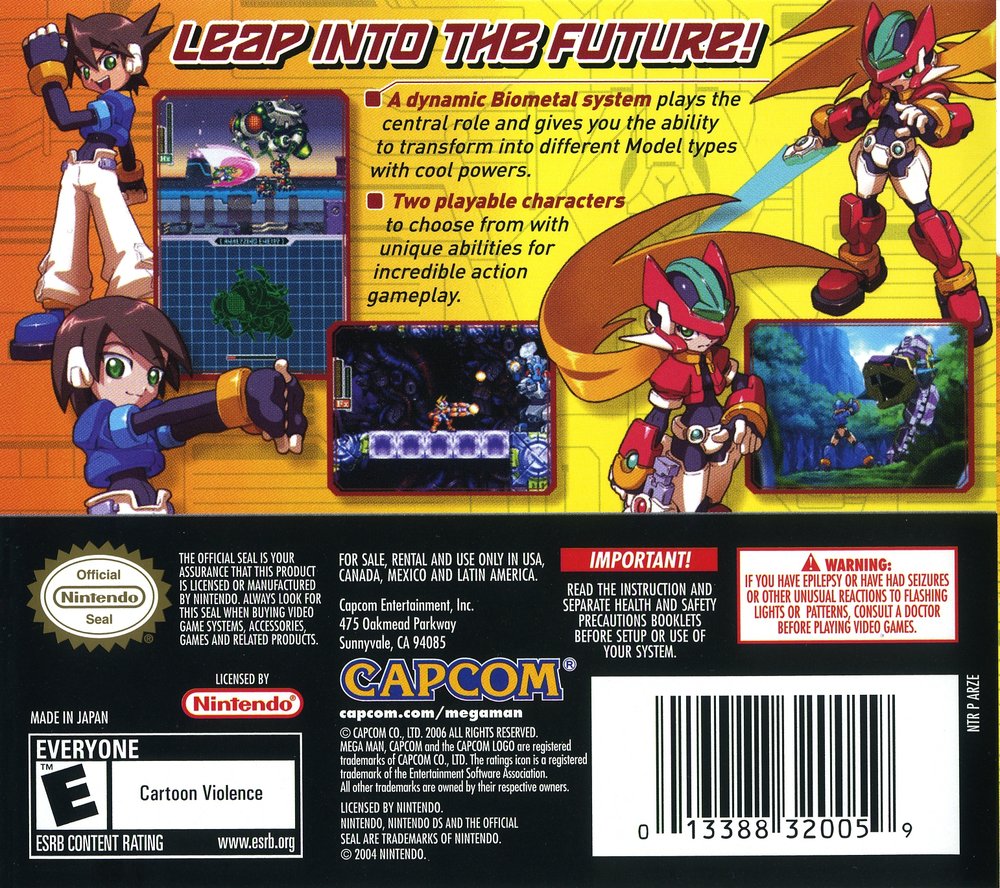 LEAP INTO THE FUTURE!
A dynamic Biometal system plays the
central role and gives you the ability
to transform into different Model types
with cool powers.
Two playable characters
to choose from with
unique abilities for
incredible action
gameplay.
Hx
Fx
Official
Nintendo
Seal
®
THE OFFICIAL SEAL IS YOUR
ASSURANCE THAT THIS PRODUCT
IS LICENSED OR MANUFACTURED
BY NINTENDO. ALWAYS LOOK FOR
THIS SEAL WHEN BUYING VIDEO
GAME SYSTEMS, ACCESSORIES,
GAMES AND RELATED PRODUCTS.
LICENSED BY
Nintendo®
MADE IN JAPAN
EVERYONE
TM
E
Cartoon Violence
ESRB CONTENT RATING www.esrb.org
FOR SALE, RENTAL AND USE ONLY IN USA,
CANADA, MEXICO AND LATIN AMERICA.
Capcom Entertainment, Inc.
475 Oakmead Parkway
Sunnyvale, CA 94085
CAPCOM®
capcom.com/megaman
© CAPCOM CO., LTD. 2006 ALL RIGHTS RESERVED.
MEGA MAN, CAPCOM and the CAPCOM LOGO are registered
trademarks of CAPCOM CO., LTD. The ratings icon is a registered
trademark of the Entertainment Software Association.
All other trademarks are owned by their respective owners.
LICENSED BY NINTENDO.
NINTENDO, NINTENDO DS AND THE OFFICIAL
SEAL ARE TRADEMARKS OF NINTENDO.
© 2004 NINTENDO.
IMPORTANT!
READ THE INSTRUCTION AND
SEPARATE HEALTH AND SAFETY
PRECAUTIONS BOOKLETS
BEFORE SETUP OR USE OF
YOUR SYSTEM.
WARNING:
IF YOU HAVE EPILEPSY OR HAVE HAD SEIZURES
OR OTHER UNUSUAL REACTIONS TO FLASHING
LIGHTS OR PATTERNS, CONSULT A DOCTOR
BEFORE PLAYING VIDEO GAMES.
NTR P ARZE
0 13388 32005 9